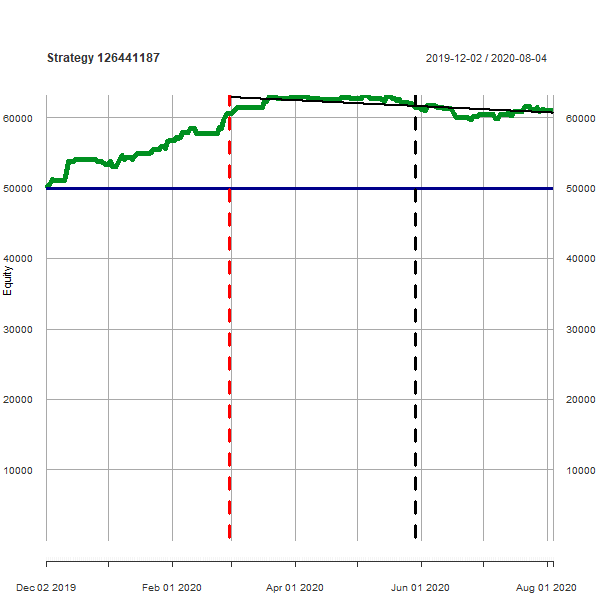 Strategy 126441187
2019-12-02 / 2020-08-04
60000
60000
50000
50000
40000
40000
Equity
30000
30000
20000
20000
10000
10000
Dec 02 2019
Feb 01 2020
Apr 01 2020
Jun 01 2020
Aug 01 2020